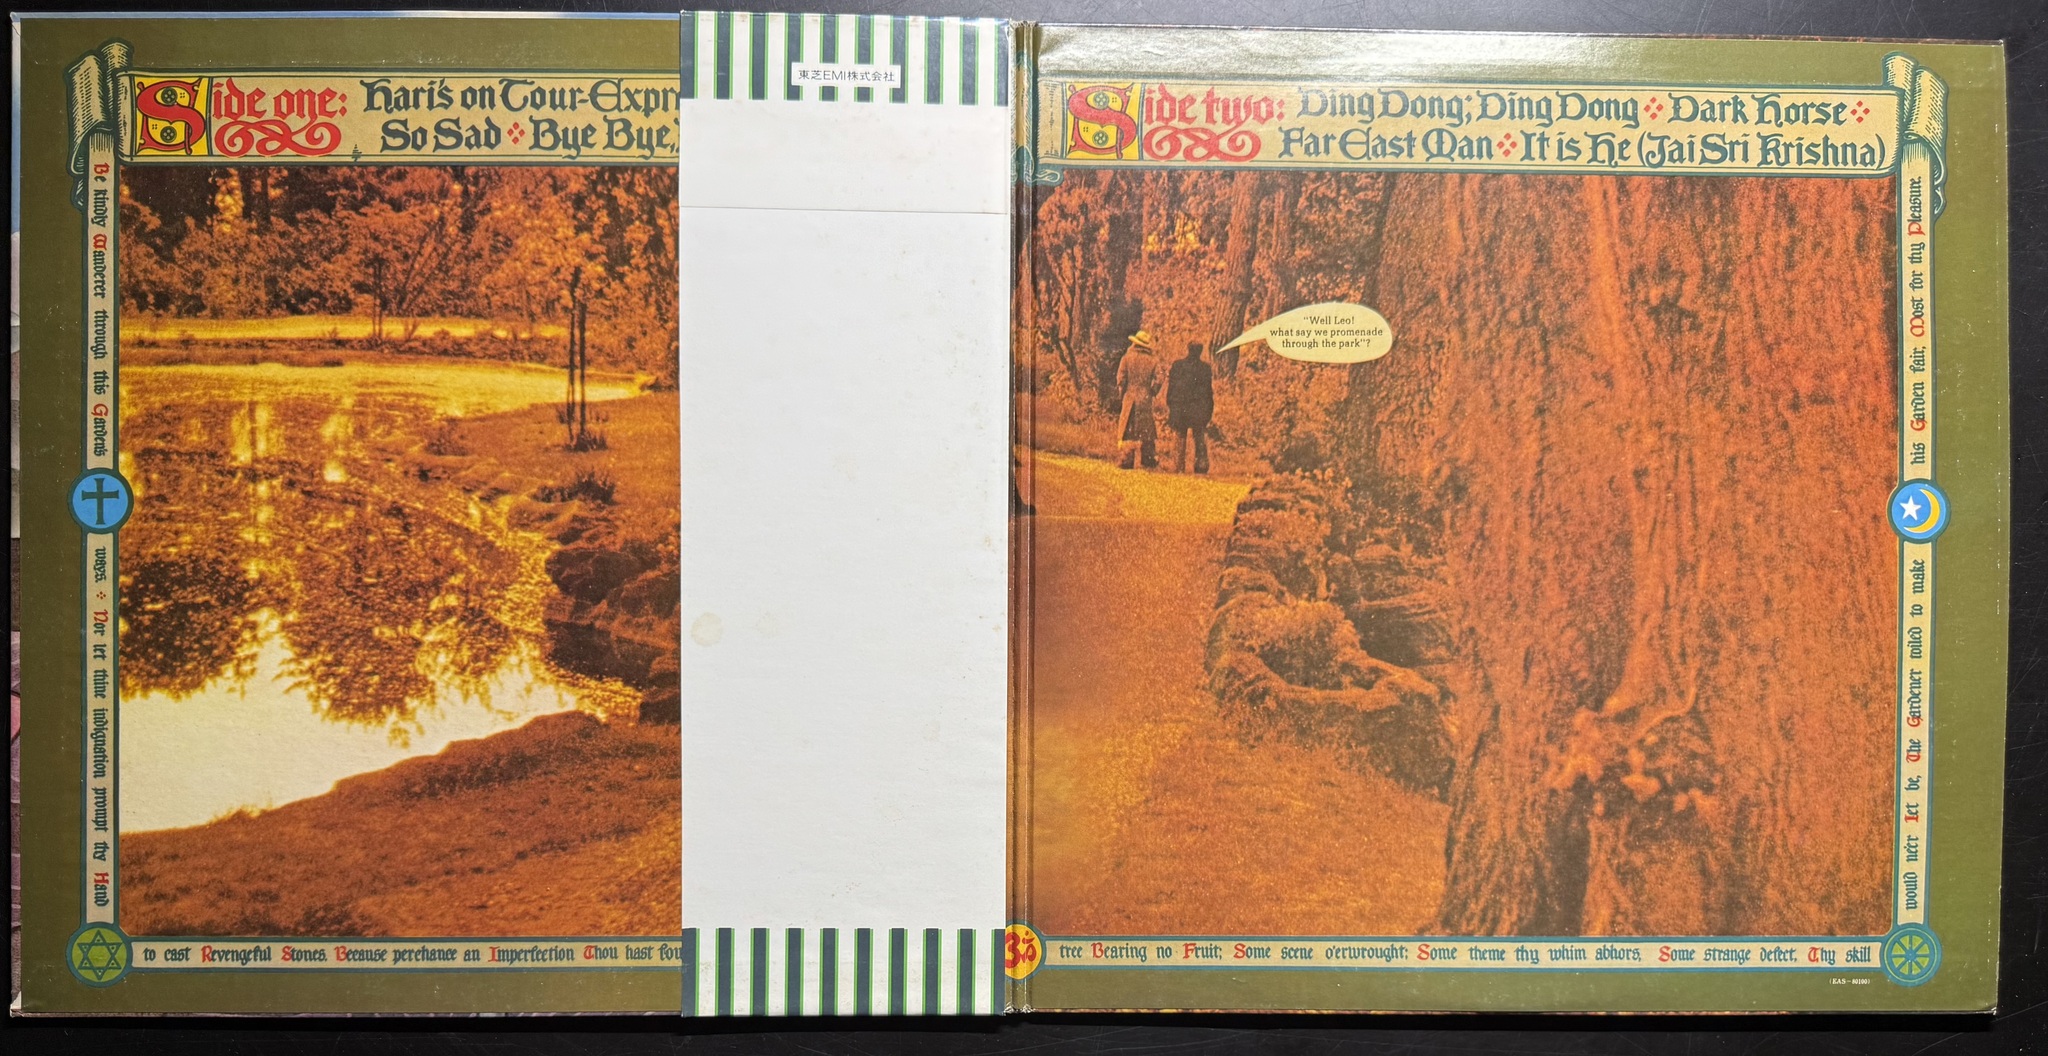 Side one: Hari's on Tour-Expr
So Sad ❖ Bye Bye,
東芝EMI株式会社
Side two: Ding Dong; Ding Dong ❖ Dark Horse ❖
Far East Man ❖ It is He (Jai Sri Krishna)
"Well Leo!
what say we promenade
through the park"?
Be kindly Wanderer through this Garden's
ways. ❖ Nor let thine indignation prompt thy Hand
to cast Revengeful Stones. Because perchance an Imperfection Thou hast fou
tree Bearing no Fruit; Some scene o'erwrought; Some theme thy whim abhors, Some strange defect. Thy skill
would ne'er let be, The Gardener toiled to make
his Garden fair, Most for thy Pleasure.
(EAS-80100)